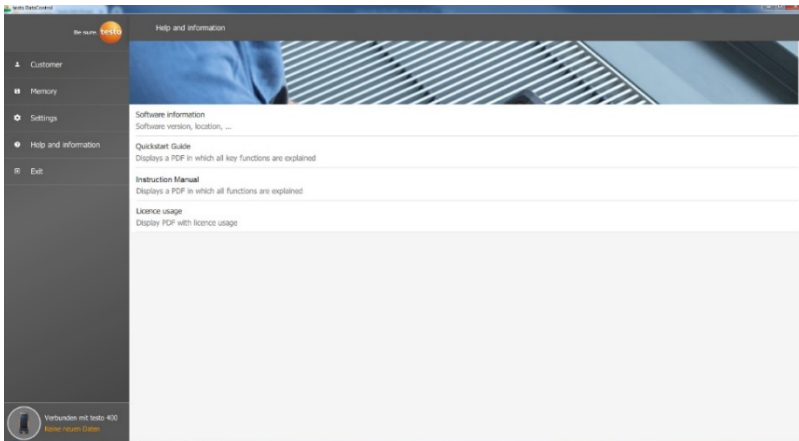 testo DataControl
Be sure. testo
Help and information
Customer
Memory
Settings
Help and information
Exit
Software information
Software version, location, ...
Quickstart Guide
Displays a PDF in which all key functions are explained
Instruction Manual
Displays a PDF in which all functions are explained
Licence usage
Display PDF with licence usage
Verbunden mit testo 400
Keine neuen Daten